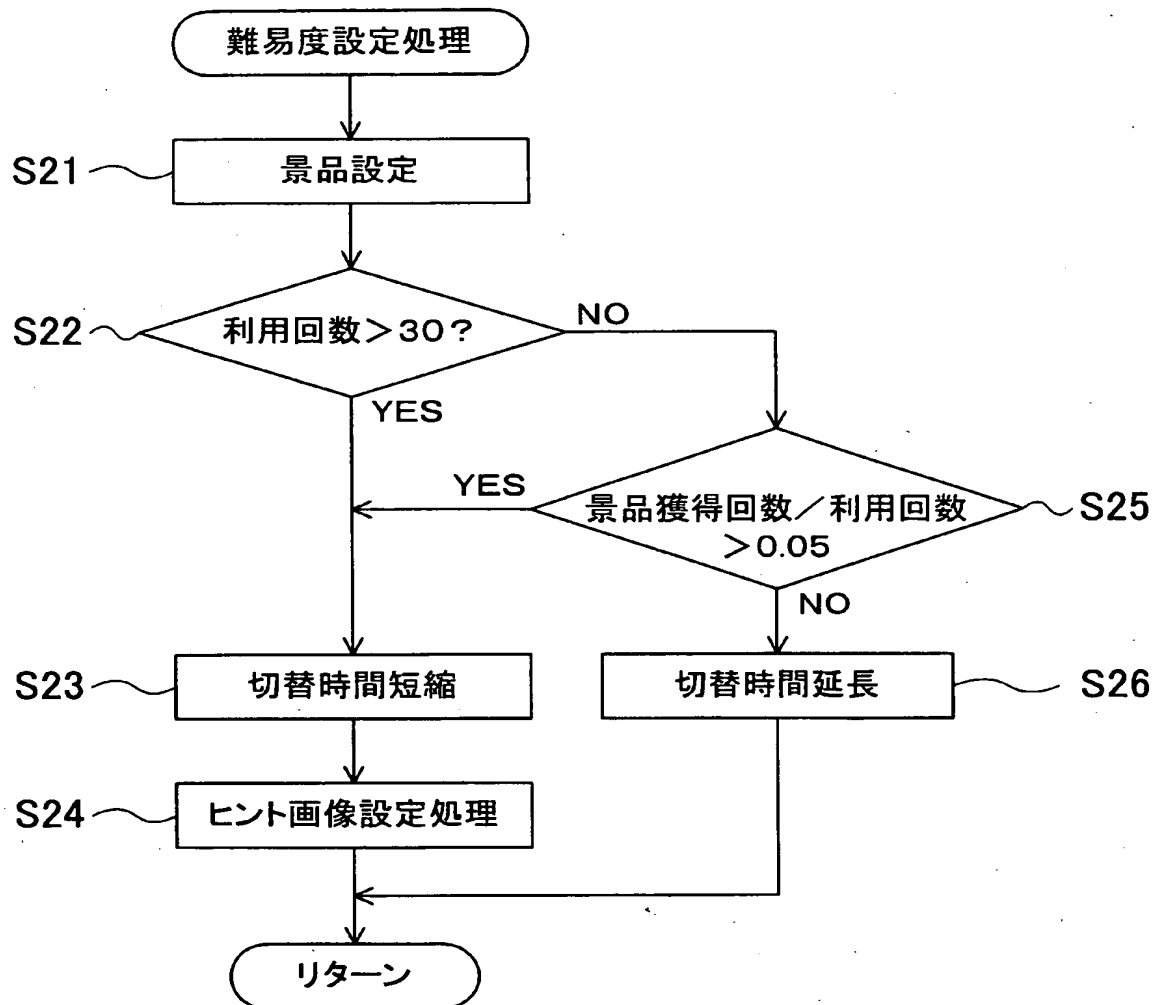 難易度設定処理
S21
景品設定
S22
利用回数>30?
NO
YES
YES
景品獲得回数/利用回数
>0.05
S25
NO
S23
切替時間短縮
切替時間延長
S26
S24
ヒント画像設定処理
リターン